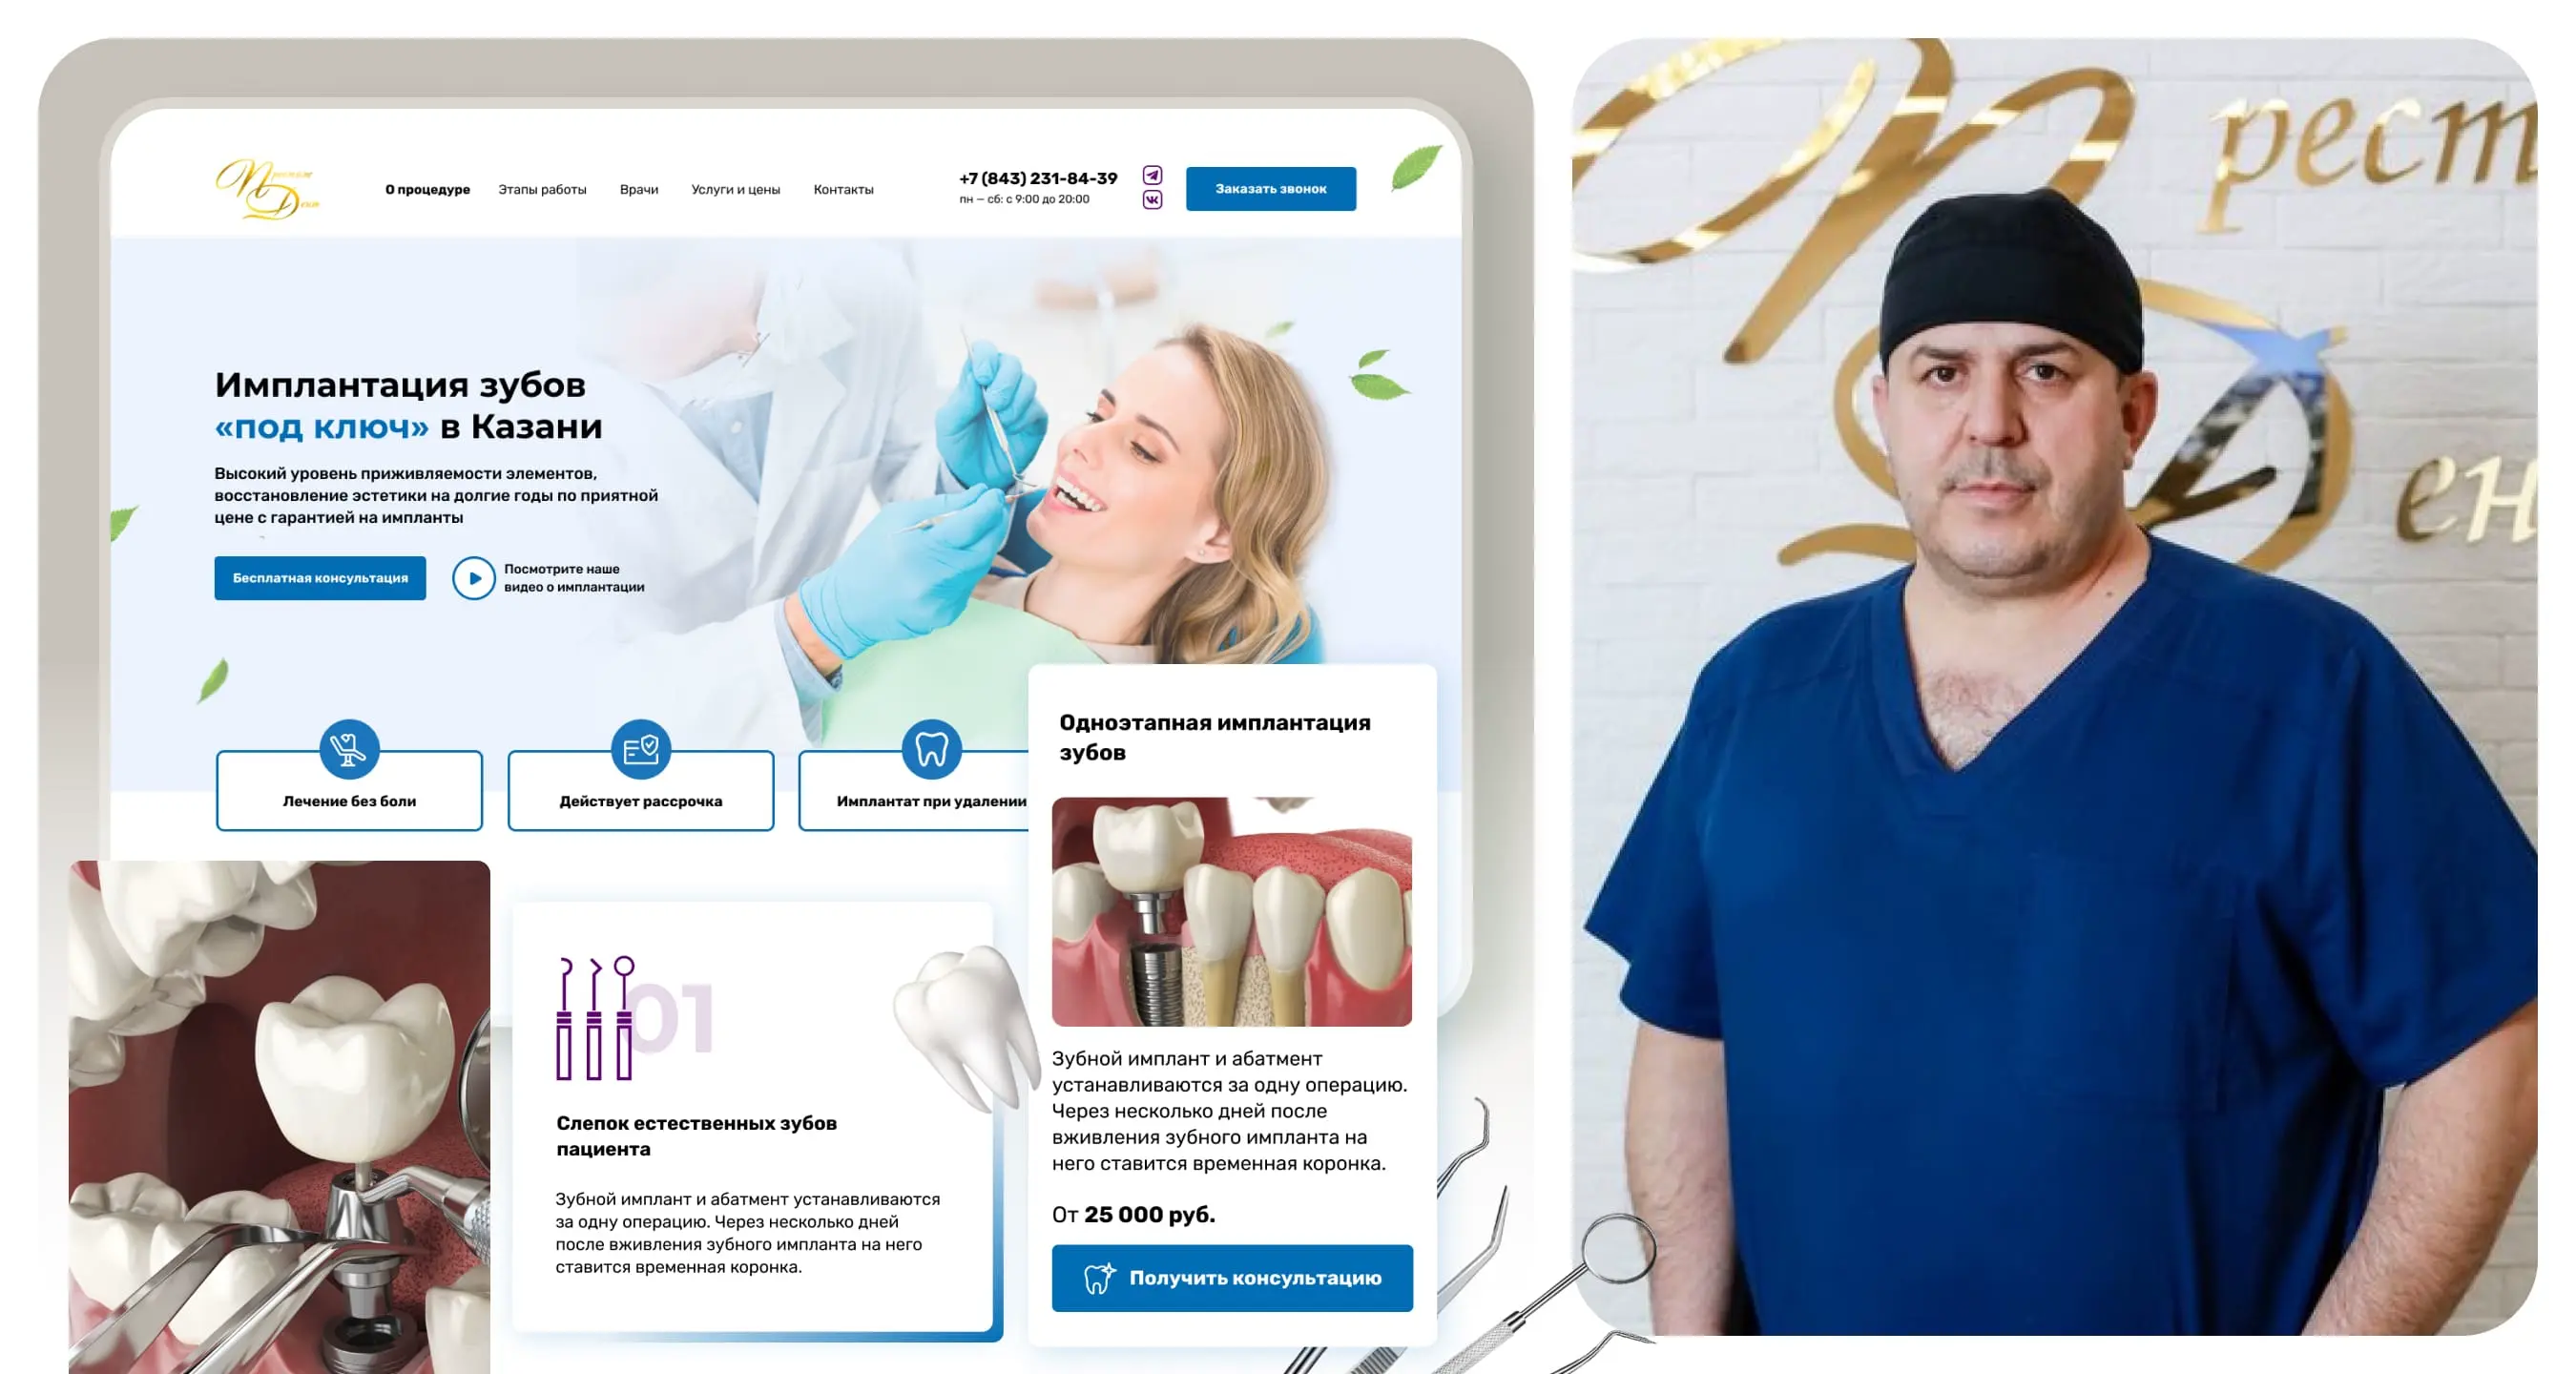 Престиж
Дент
О процедуре
Этапы работы
Врачи
Услуги и цены
Контакты
+7 (843) 231-84-39
пн – сб: с 9:00 до 20:00
Заказать звонок
Имплантация зубов
«под ключ» в Казани
Высокий уровень приживляемости элементов,
восстановление эстетики на долгие годы по приятной
цене с гарантией на импланты
Бесплатная консультация
Посмотрите наше
видео о имплантации
Лечение без боли
Действует рассрочка
Имплантат при удалении
01
Слепок естественных зубов
пациента
Зубной имплант и абатмент устанавливаются
за одну операцию. Через несколько дней
после вживления зубного импланта на него
ставится временная коронка.
Одноэтапная имплантация
зубов
Зубной имплант и абатмент
устанавливаются за одну операцию.
Через несколько дней после
вживления зубного импланта на
него ставится временная коронка.
От 25 000 руб.
Получить консультацию
Прест
Ден